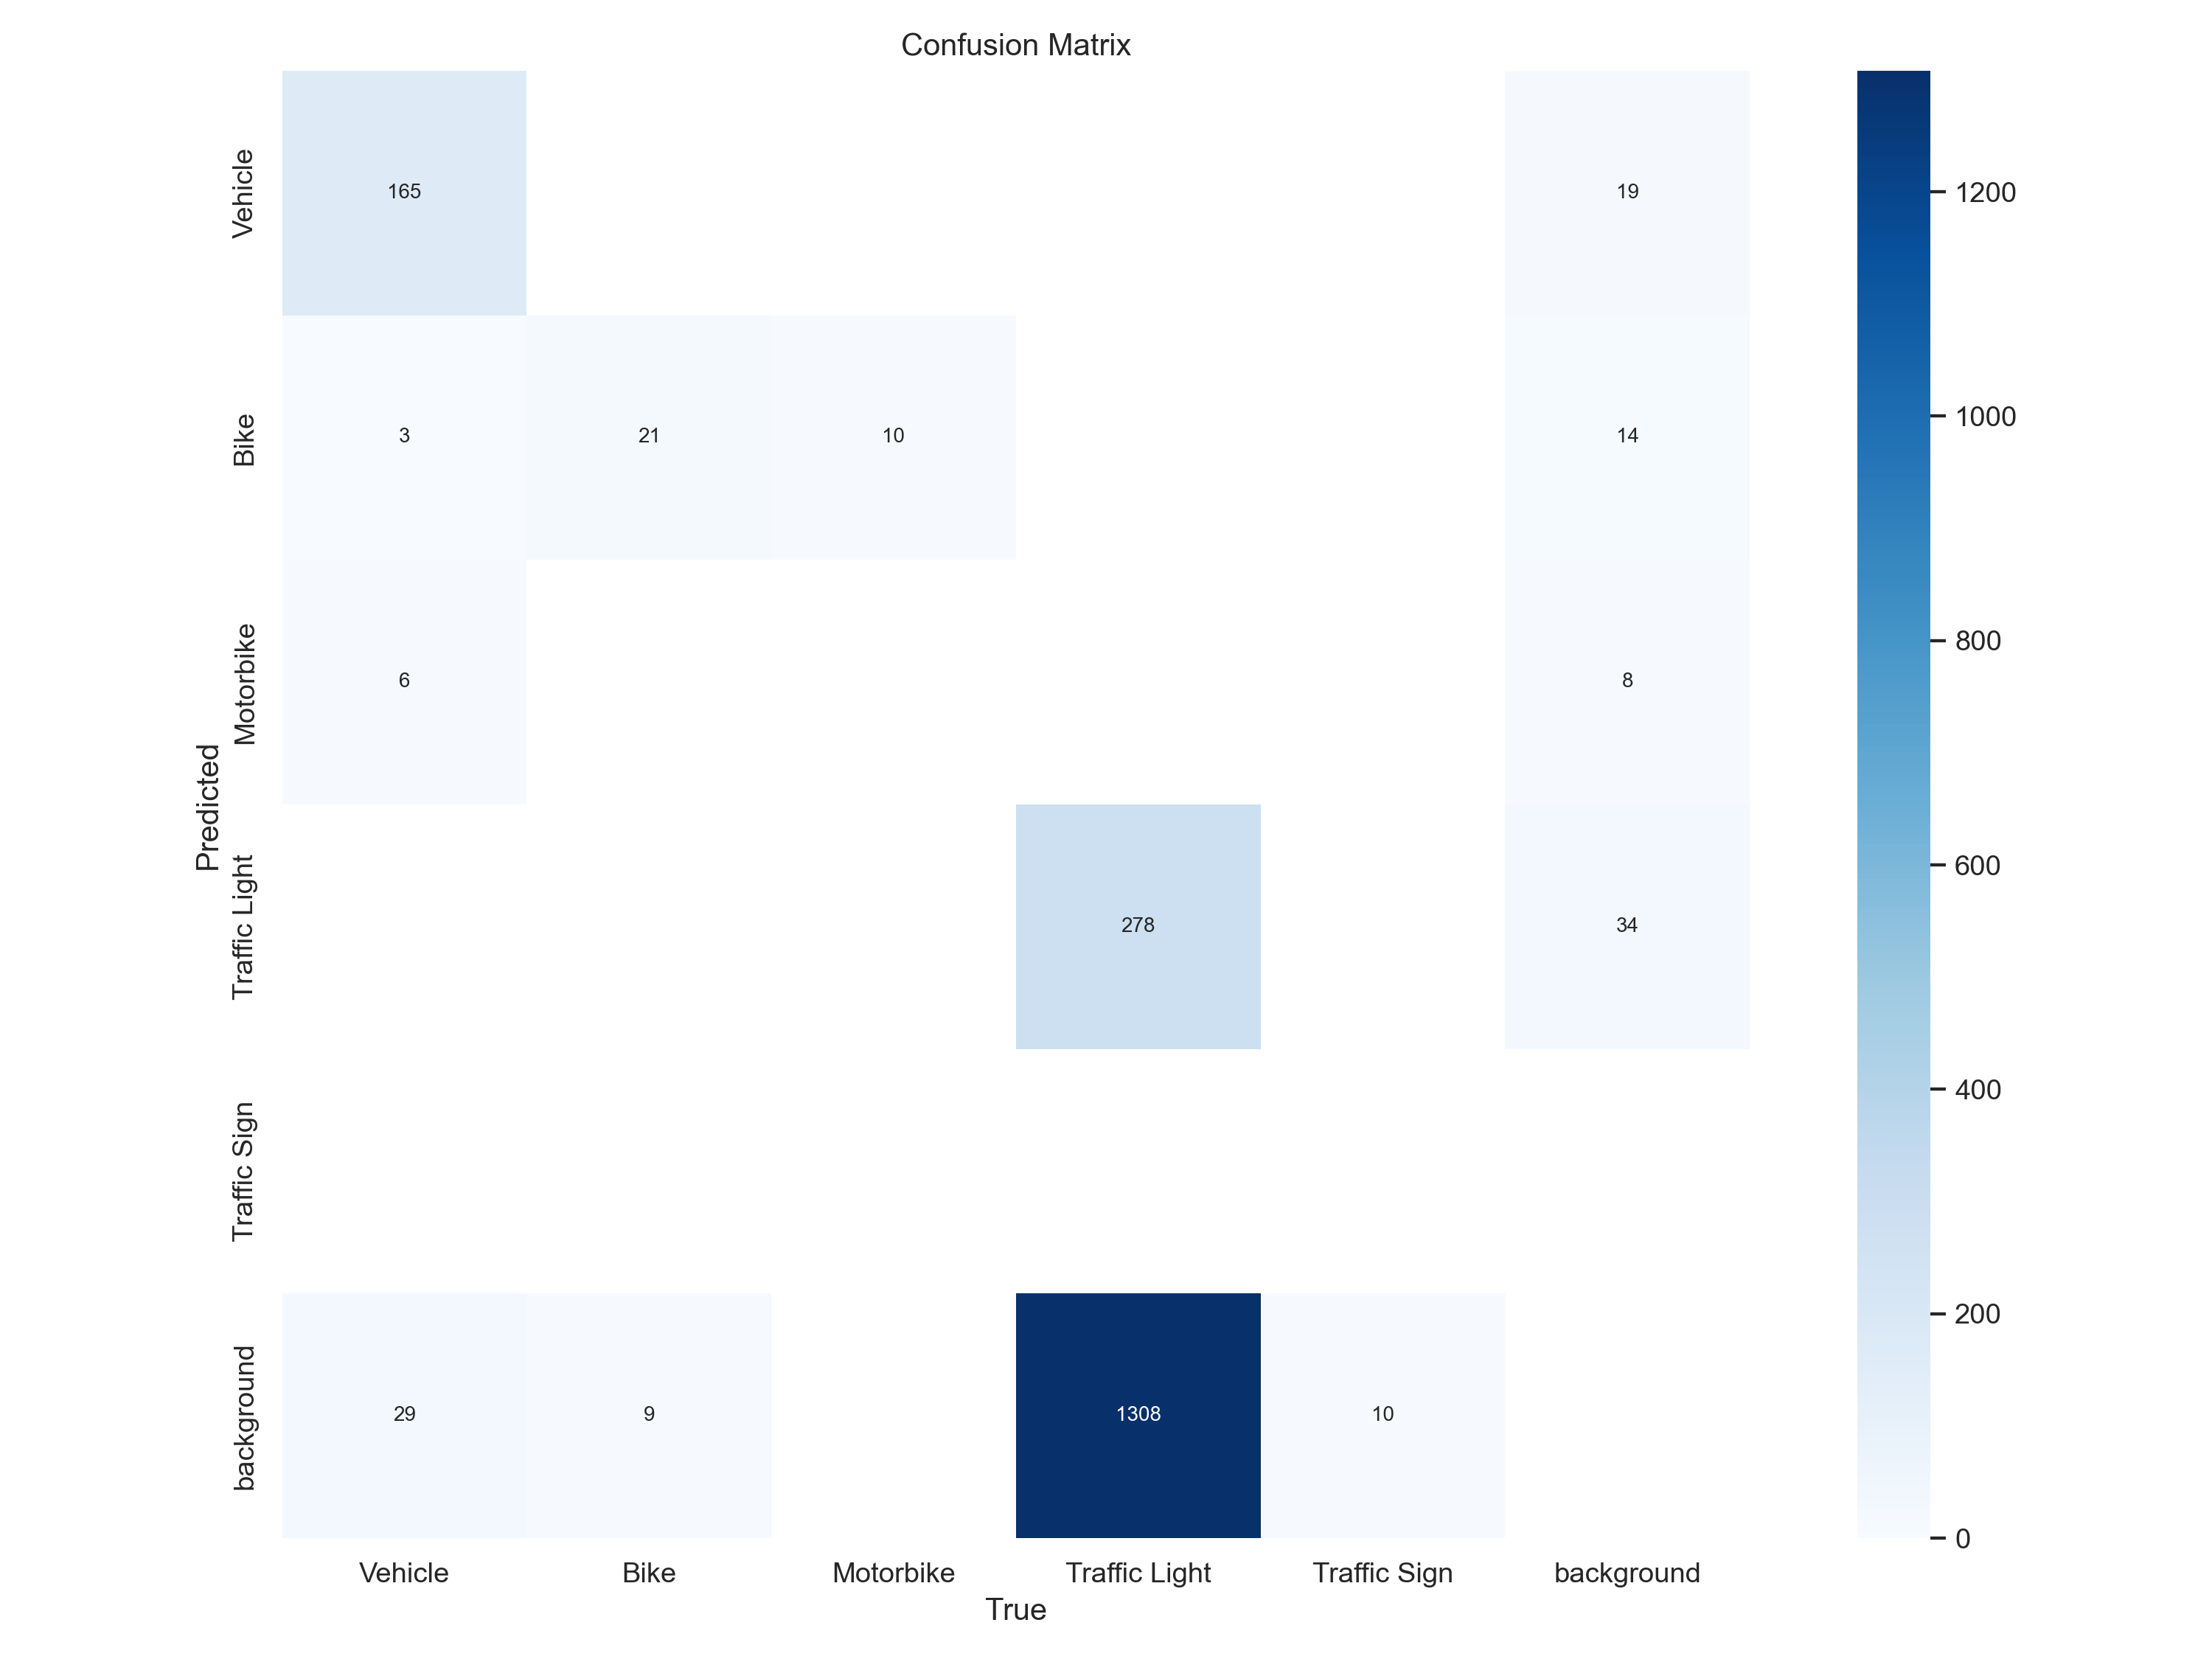 Confusion Matrix
Vehicle
165
19
1200
Bike
3
21
10
14
1000
Motorbike
6
8
800
Predicted
Traffic Light
278
34
600
Traffic Sign
400
background
29
9
1308
10
200
0
Vehicle
Bike
Motorbike
Traffic Light
Traffic Sign
background
True